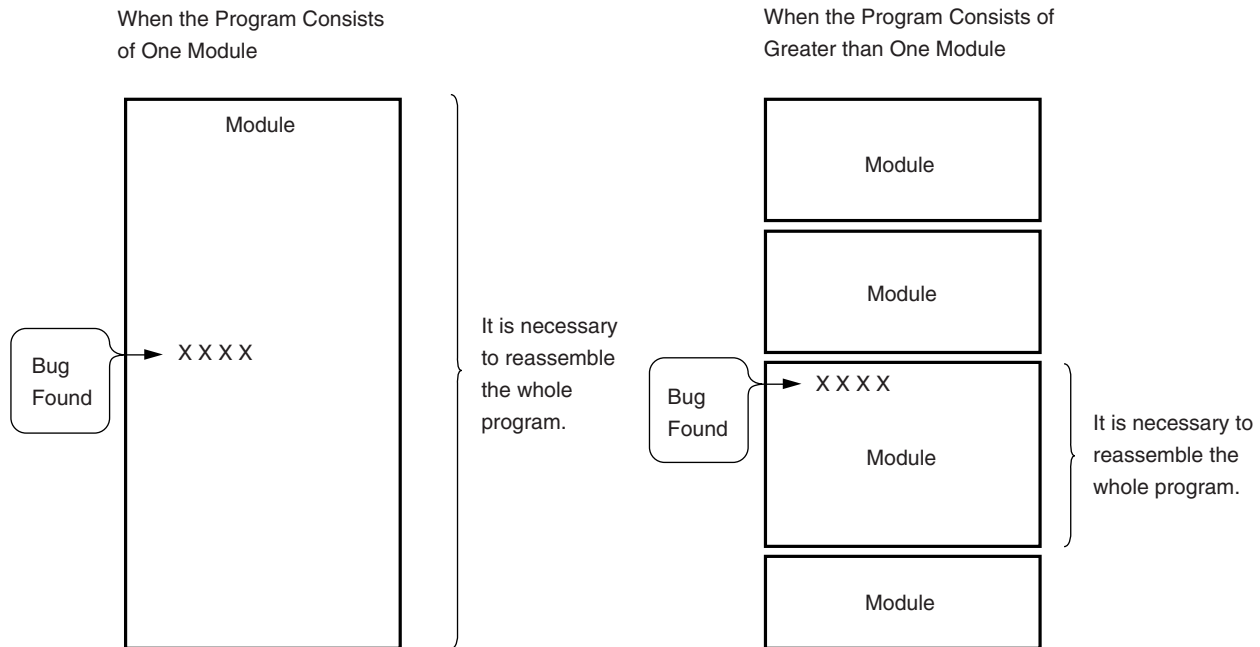 When the Program Consists
of One Module
Module
Bug
Found
X X X X
It is necessary
to reassemble
the whole
program.
When the Program Consists of
Greater than One Module
Module
Module
Bug
Found
X X X X
Module
It is necessary to
reassemble the
whole program.
Module